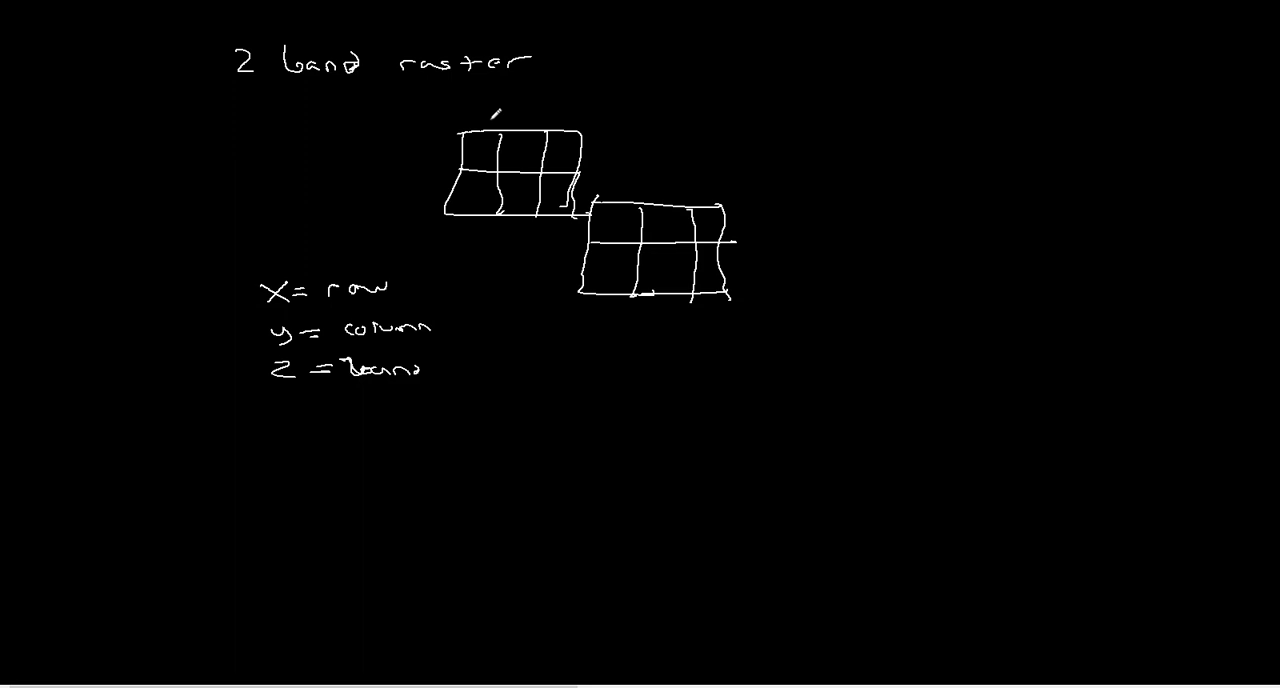 2 band raster
x = row
y = column
z = band